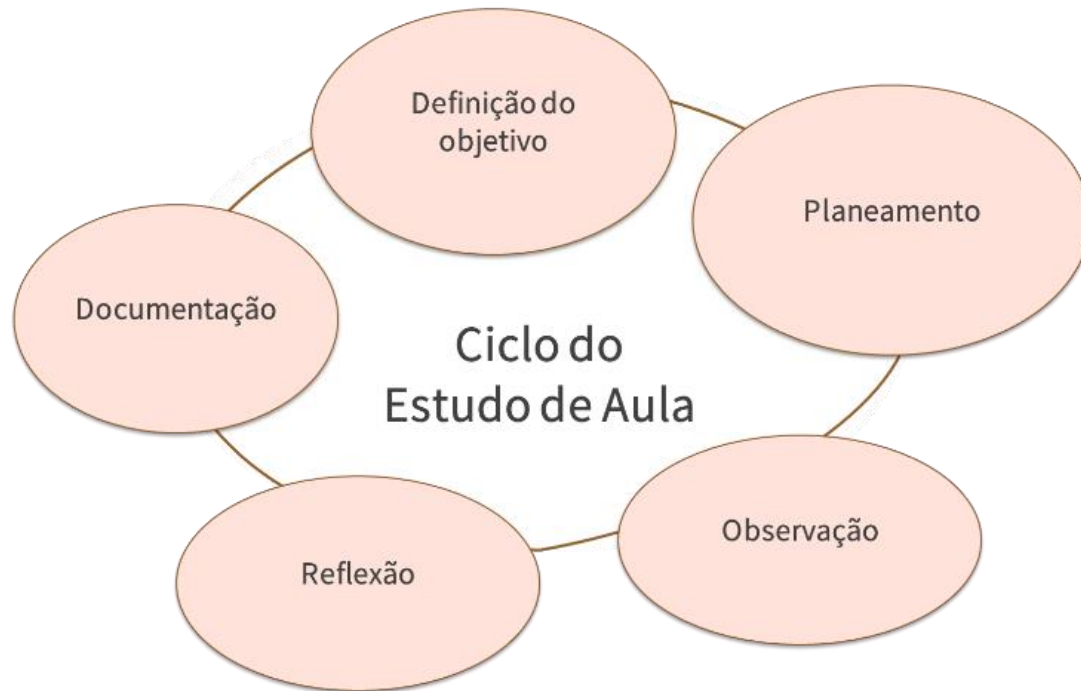 Definição do
objetivo
Planeamento
Documentação
Ciclo do
Estudo de Aula
Observação
Reflexão